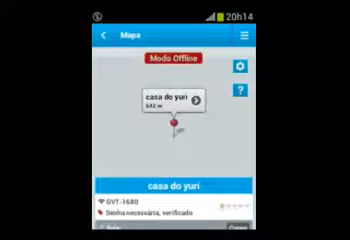 20h14
Mapa
Modo Offline
casa do yuri
?
casa do yuri
GVT-1680
Senha necessária, verificado